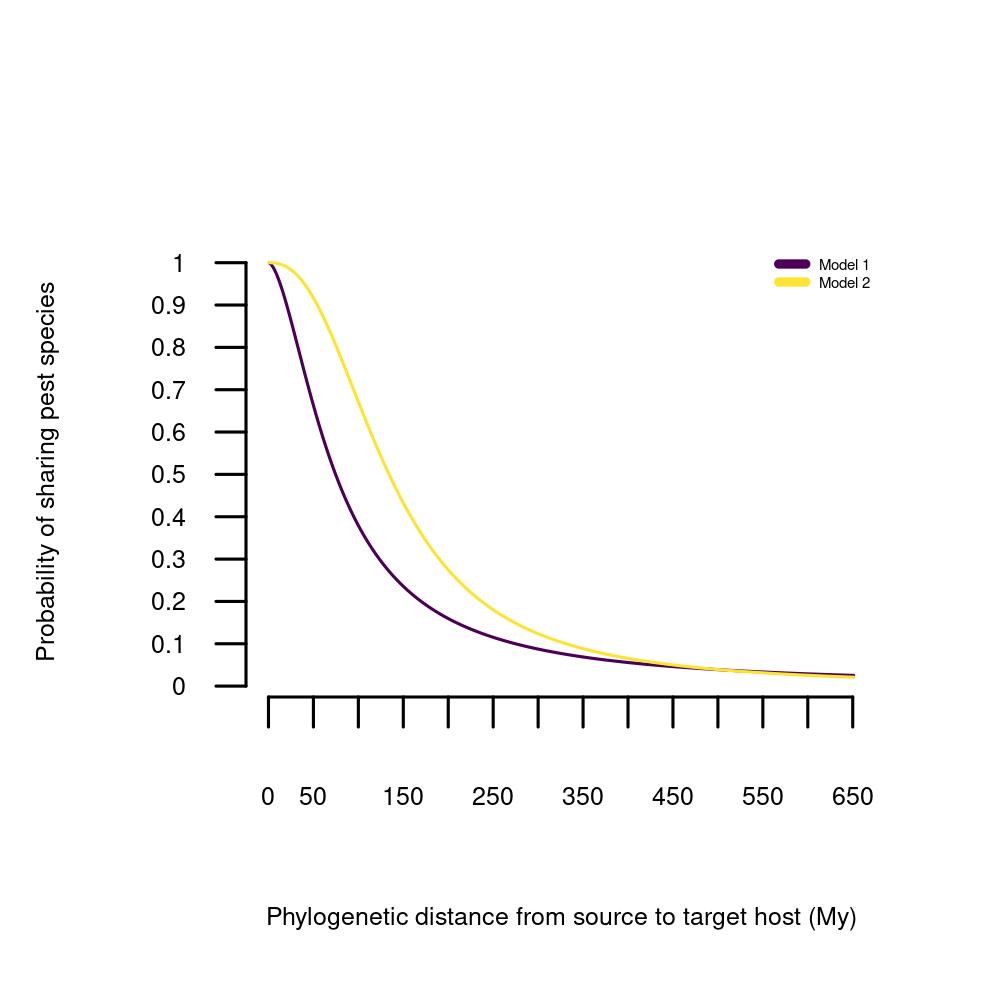 Model 1
Model 2
Probability of sharing pest species
1
0.9
0.8
0.7
0.6
0.5
0.4
0.3
0.2
0.1
0
0 50 150 250 350 450 550 650
Phylogenetic distance from source to target host (My)